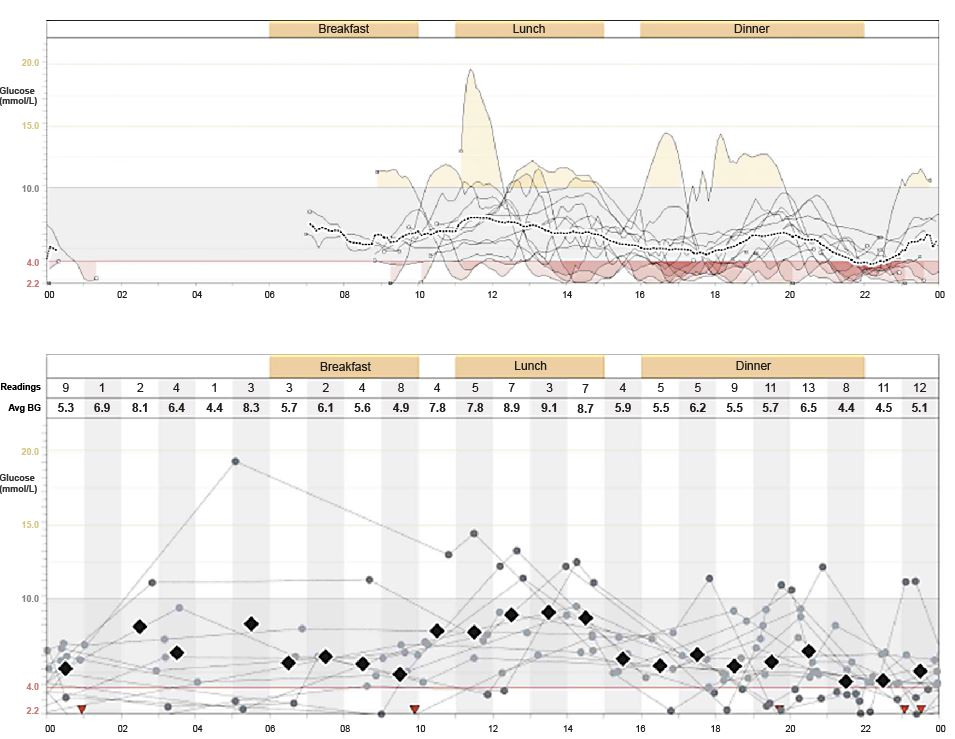 Breakfast Lunch Dinner
20.0
Glucose
(mmol/L)
15.0
10.0
4.0
2.2
00 02 04 06 08 10 12 14 16 18 20 22 00
Breakfast Lunch Dinner
Readings 9 1 2 4 1 3 3 2 4 8 4 5 7 3 7 4 5 5 9 11 13 8 11 12
Avg BG 5.3 6.9 8.1 6.4 4.4 8.3 5.7 6.1 5.6 4.9 7.8 7.8 8.9 9.1 8.7 5.9 5.5 6.2 5.5 5.7 6.5 4.4 4.5 5.1
20.0
Glucose
(mmol/L)
15.0
10.0
4.0
2.2
00 02 04 06 08 10 12 14 16 18 20 22 00